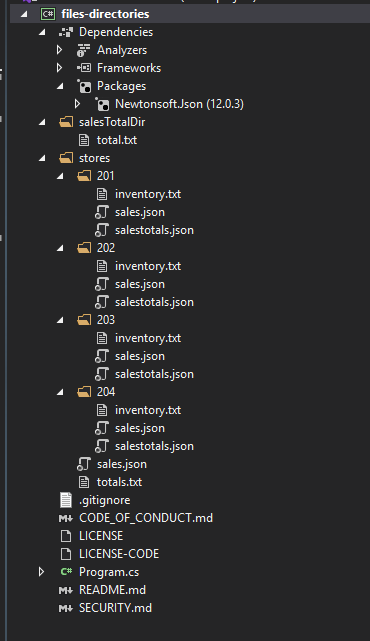 files-directories
Dependencies
Analyzers
Frameworks
Packages
Newtonsoft.Json (12.0.3)
salesTotalDir
total.txt
stores
201
inventory.txt
sales.json
salestotals.json
202
inventory.txt
sales.json
salestotals.json
203
inventory.txt
sales.json
salestotals.json
204
inventory.txt
sales.json
salestotals.json
sales.json
totals.txt
.gitignore
CODE_OF_CONDUCT.md
LICENSE
LICENSE-CODE
C# Program.cs
README.md
SECURITY.md